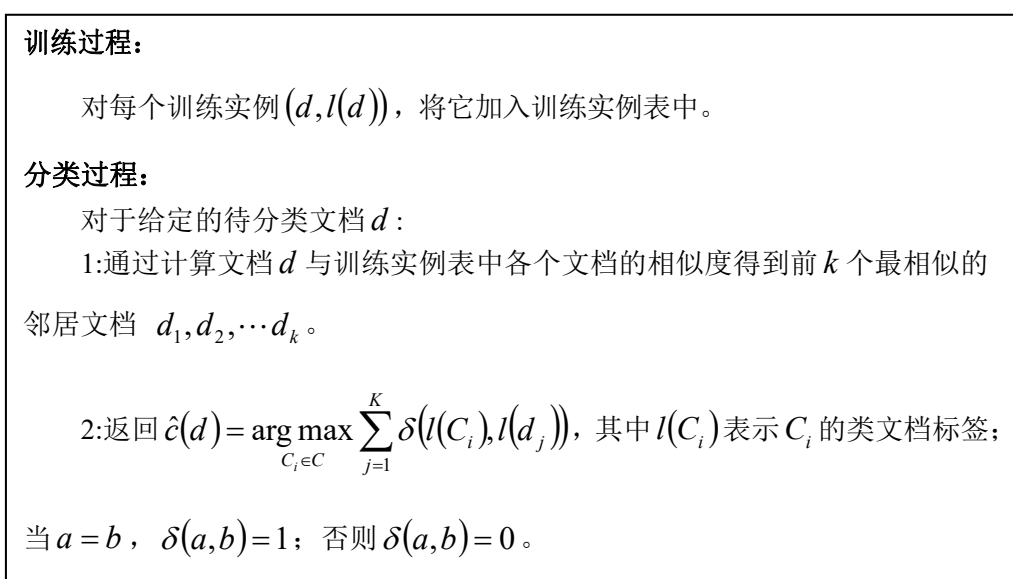 训练过程：
对每个训练实例(d,l(d))，将它加入训练实例表中。
分类过程：
对于给定的待分类文档 d :
1:通过计算文档 d 与训练实例表中各个文档的相似度得到前 k 个最相似的
邻居文档 d₁,d₂,⋯dₖ。
2:返回 ĉ(d) = arg max_{C_i∈C} ∑_{j=1}^{K} δ(l(C_i),l(d_j))，其中 l(C_i) 表示 C_i 的类文档标签；
当 a = b ，δ(a,b)=1；否则 δ(a,b)=0。